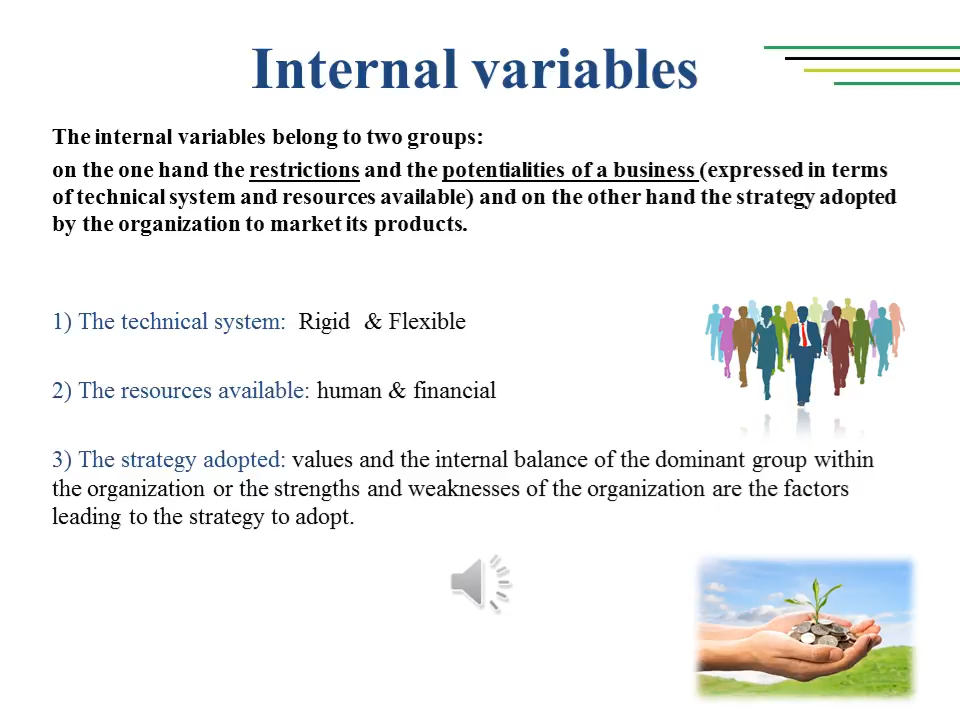 Internal variables
The internal variables belong to two groups:
on the one hand the restrictions and the potentialities of a business (expressed in terms
of technical system and resources available) and on the other hand the strategy adopted
by the organization to market its products.
1) The technical system: Rigid & Flexible
2) The resources available: human & financial
3) The strategy adopted: values and the internal balance of the dominant group within
the organization or the strengths and weaknesses of the organization are the factors
leading to the strategy to adopt.